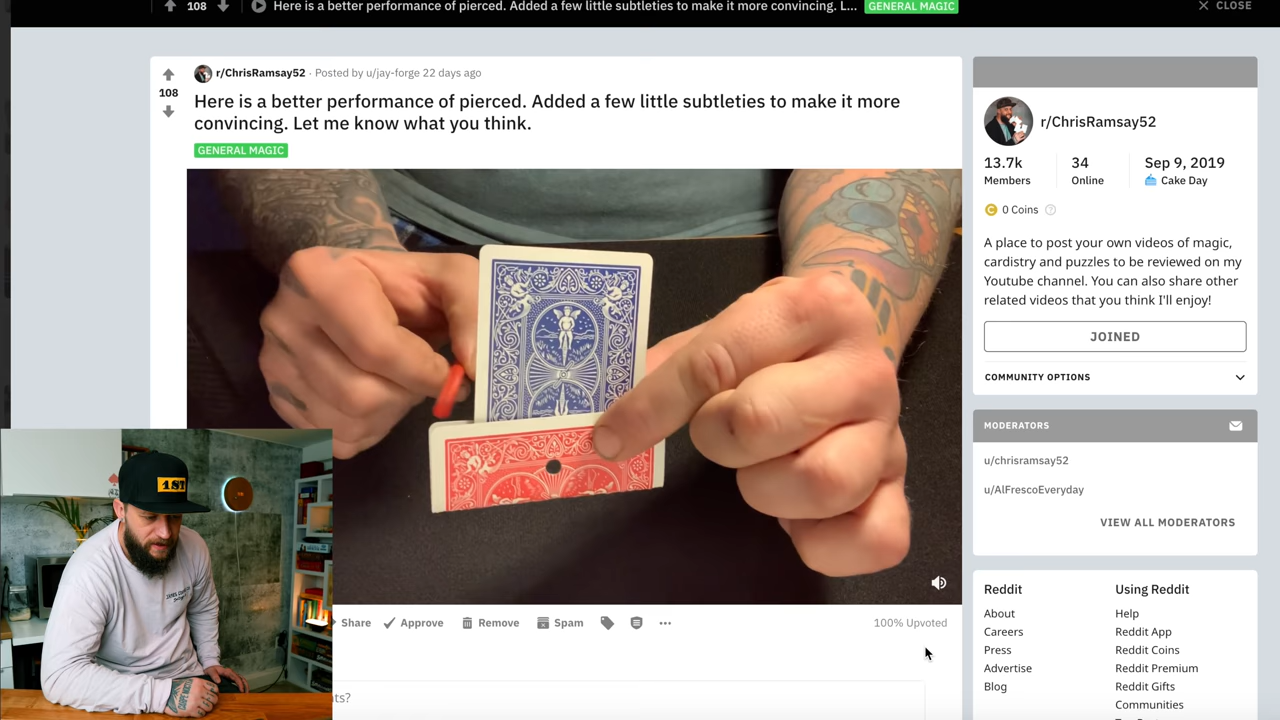 108 Here is a better performance of pierced. Added a few little subtleties to make it more convincing. L... GENERAL MAGIC CLOSE
r/ChrisRamsay52 · Posted by u/jay-forge 22 days ago
108
Here is a better performance of pierced. Added a few little subtleties to make it more
convincing. Let me know what you think.
GENERAL MAGIC
Share Approve Remove Spam 100% Upvoted
ts?
1ST
r/ChrisRamsay52
13.7k 34 Sep 9, 2019
Members Online Cake Day
0 Coins
A place to post your own videos of magic,
cardistry and puzzles to be reviewed on my
Youtube channel. You can also share other
related videos that you think I'll enjoy!
JOINED
COMMUNITY OPTIONS
MODERATORS
u/chrisramsay52
u/AlFrescoEveryday
VIEW ALL MODERATORS
Reddit Using Reddit
About Help
Careers Reddit App
Press Reddit Coins
Advertise Reddit Premium
Blog Reddit Gifts
Communities